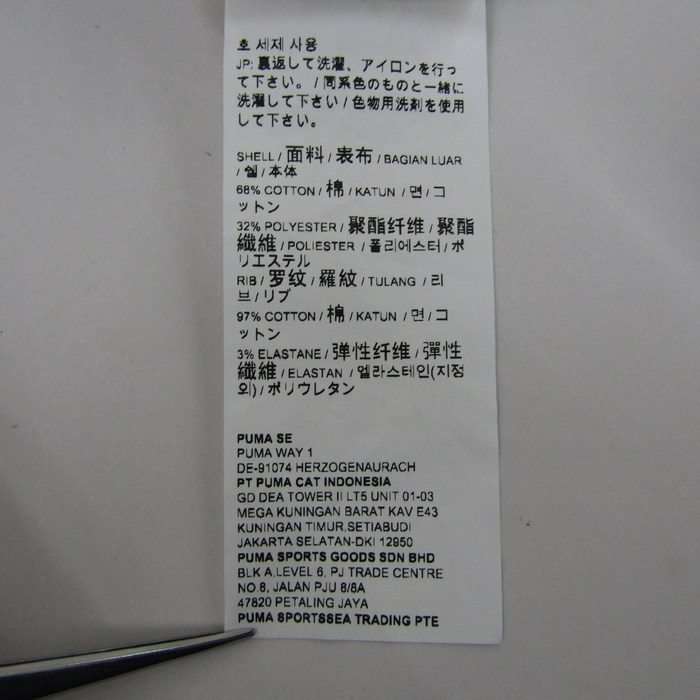 호 세제 사용
JP: 裏返して洗濯、アイロンを行っ
て下さい。 / 同系色のものと一緒に
洗濯して下さい / 色物用洗剤を使用
して下さい。
SHELL / 面料 / 表布 / BAGIAN LUAR
/ 쉘 / 本体
68% COTTON / 棉 / KATUN / 면 / コ
ットン
32% POLYESTER / 聚酯纤维 / 聚酯
纖維 / POLIESTER / 폴리에스터 / ポ
リエステル
RIB / 罗纹 / 羅紋 / TULANG / 리
브 / リブ
97% COTTON / 棉 / KATUN / 면 / コ
ットン
3% ELASTANE / 弹性纤维 / 彈性
纖維 / ELASTAN / 엘라스테인(지정
외) / ポリウレタン
PUMA SE
PUMA WAY 1
DE-91074 HERZOGENAURACH
PT PUMA CAT INDONESIA
GD DEA TOWER II LT5 UNIT 01-03
MEGA KUNINGAN BARAT KAV E43
KUNINGAN TIMUR,SETIABUDI
JAKARTA SELATAN-DKI 12950
PUMA SPORTS GOODS SDN BHD
BLK A,LEVEL 6, PJ TRADE CENTRE
NO.8, JALAN PJU 8/8A
47820 PETALING JAYA
PUMA SPORTSSEA TRADING PTE